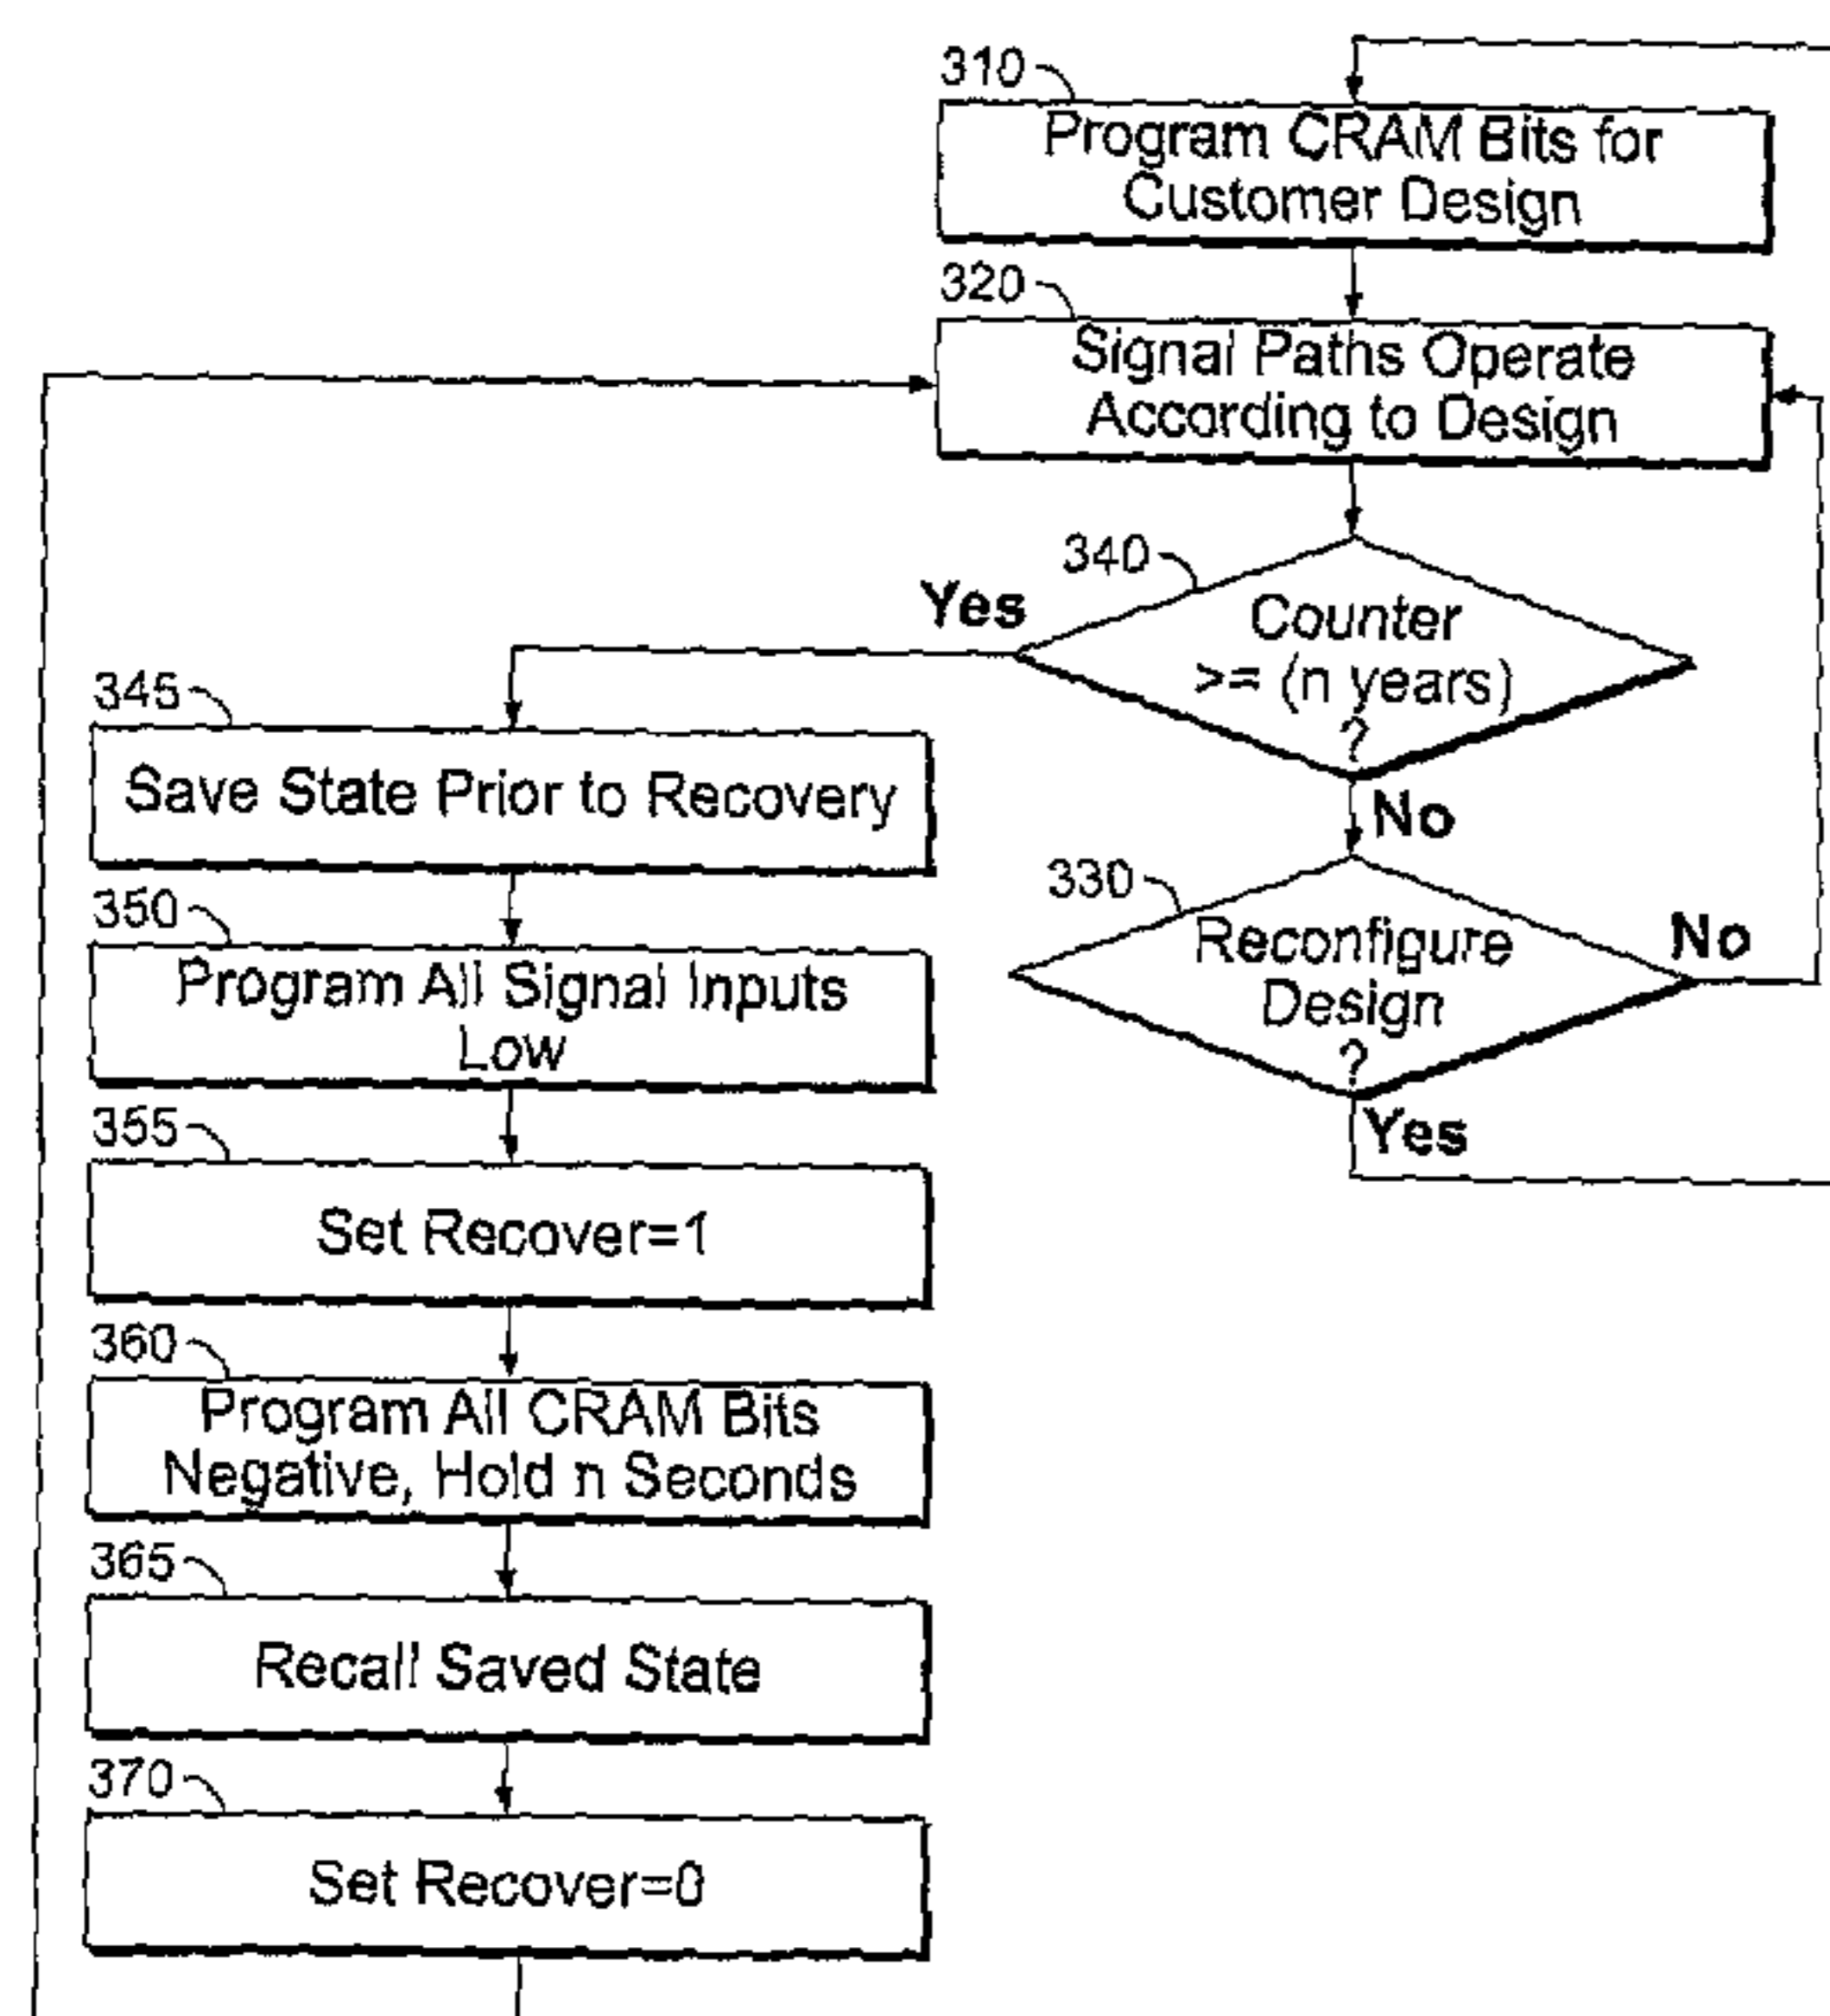 310
Program CRAM Bits for
Customer Design
320
Signal Paths Operate
According to Design
340
Counter
>= (n years)
?
Yes
No
330
Reconfigure
Design
?
No
Yes
345
Save State Prior to Recovery
350
Program All Signal Inputs
Low
355
Set Recover=1
360
Program All CRAM Bits
Negative, Hold n Seconds
365
Recall Saved State
370
Set Recover=0